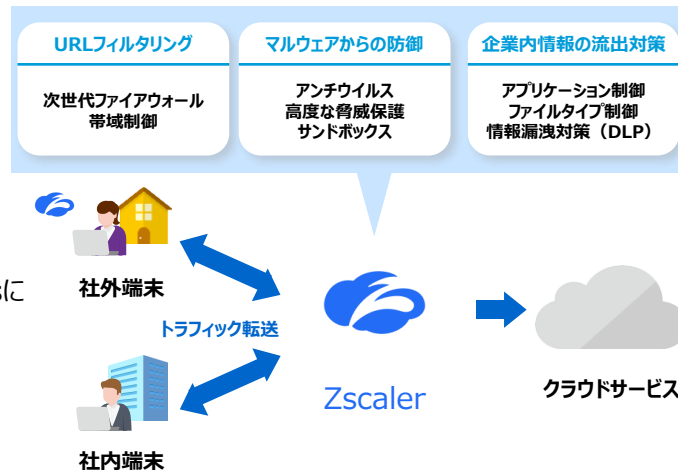 URLフィルタリング
次世代ファイアウォール
帯域制御
マルウェアからの防御
アンチウイルス
高度な脅威保護
サンドボックス
企業内情報の流出対策
アプリケーション制御
ファイルタイプ制御
情報漏洩対策（DLP）
に
社外端末
トラフィック転送
Zscaler
クラウドサービス
社内端末